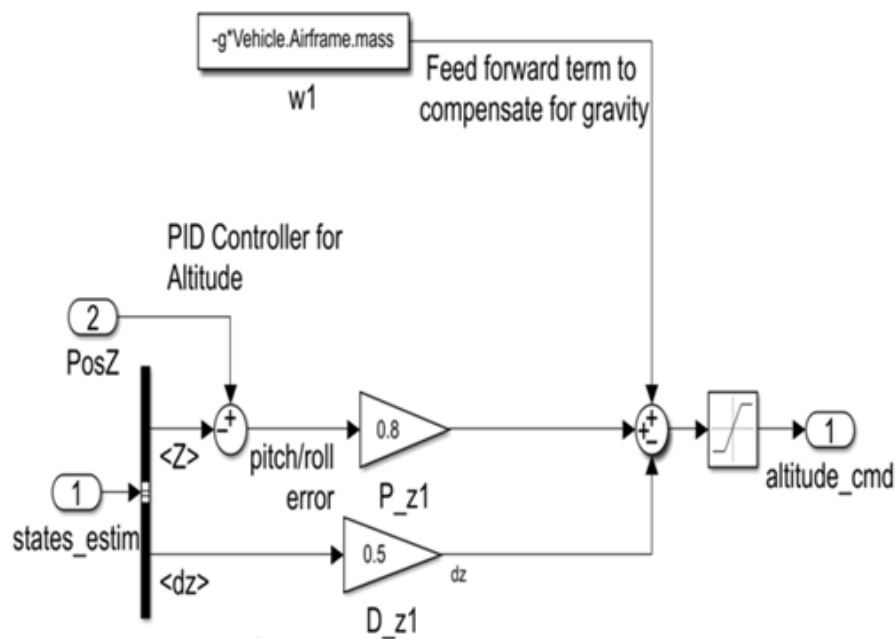 -g*Vehicle.Airframe.mass
w1
Feed forward term to
compensate for gravity
PID Controller for
Altitude
2
PosZ
+
−
<Z>
pitch/roll
error
0.8
P_z1
+
+
−
1
altitude_cmd
1
states_estim
<dz>
0.5
dz
D_z1